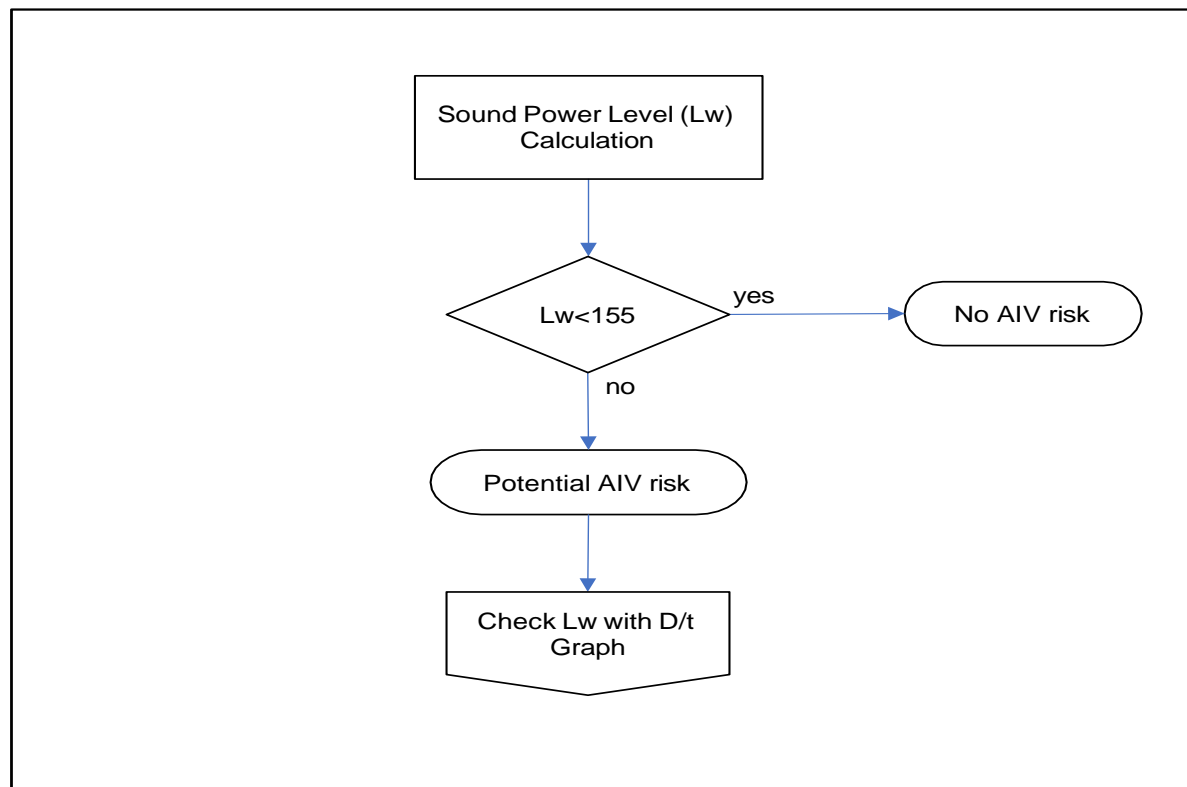 Sound Power Level (Lw)
Calculation
Lw<155
yes
No AIV risk
no
Potential AIV risk
Check Lw with D/t
Graph